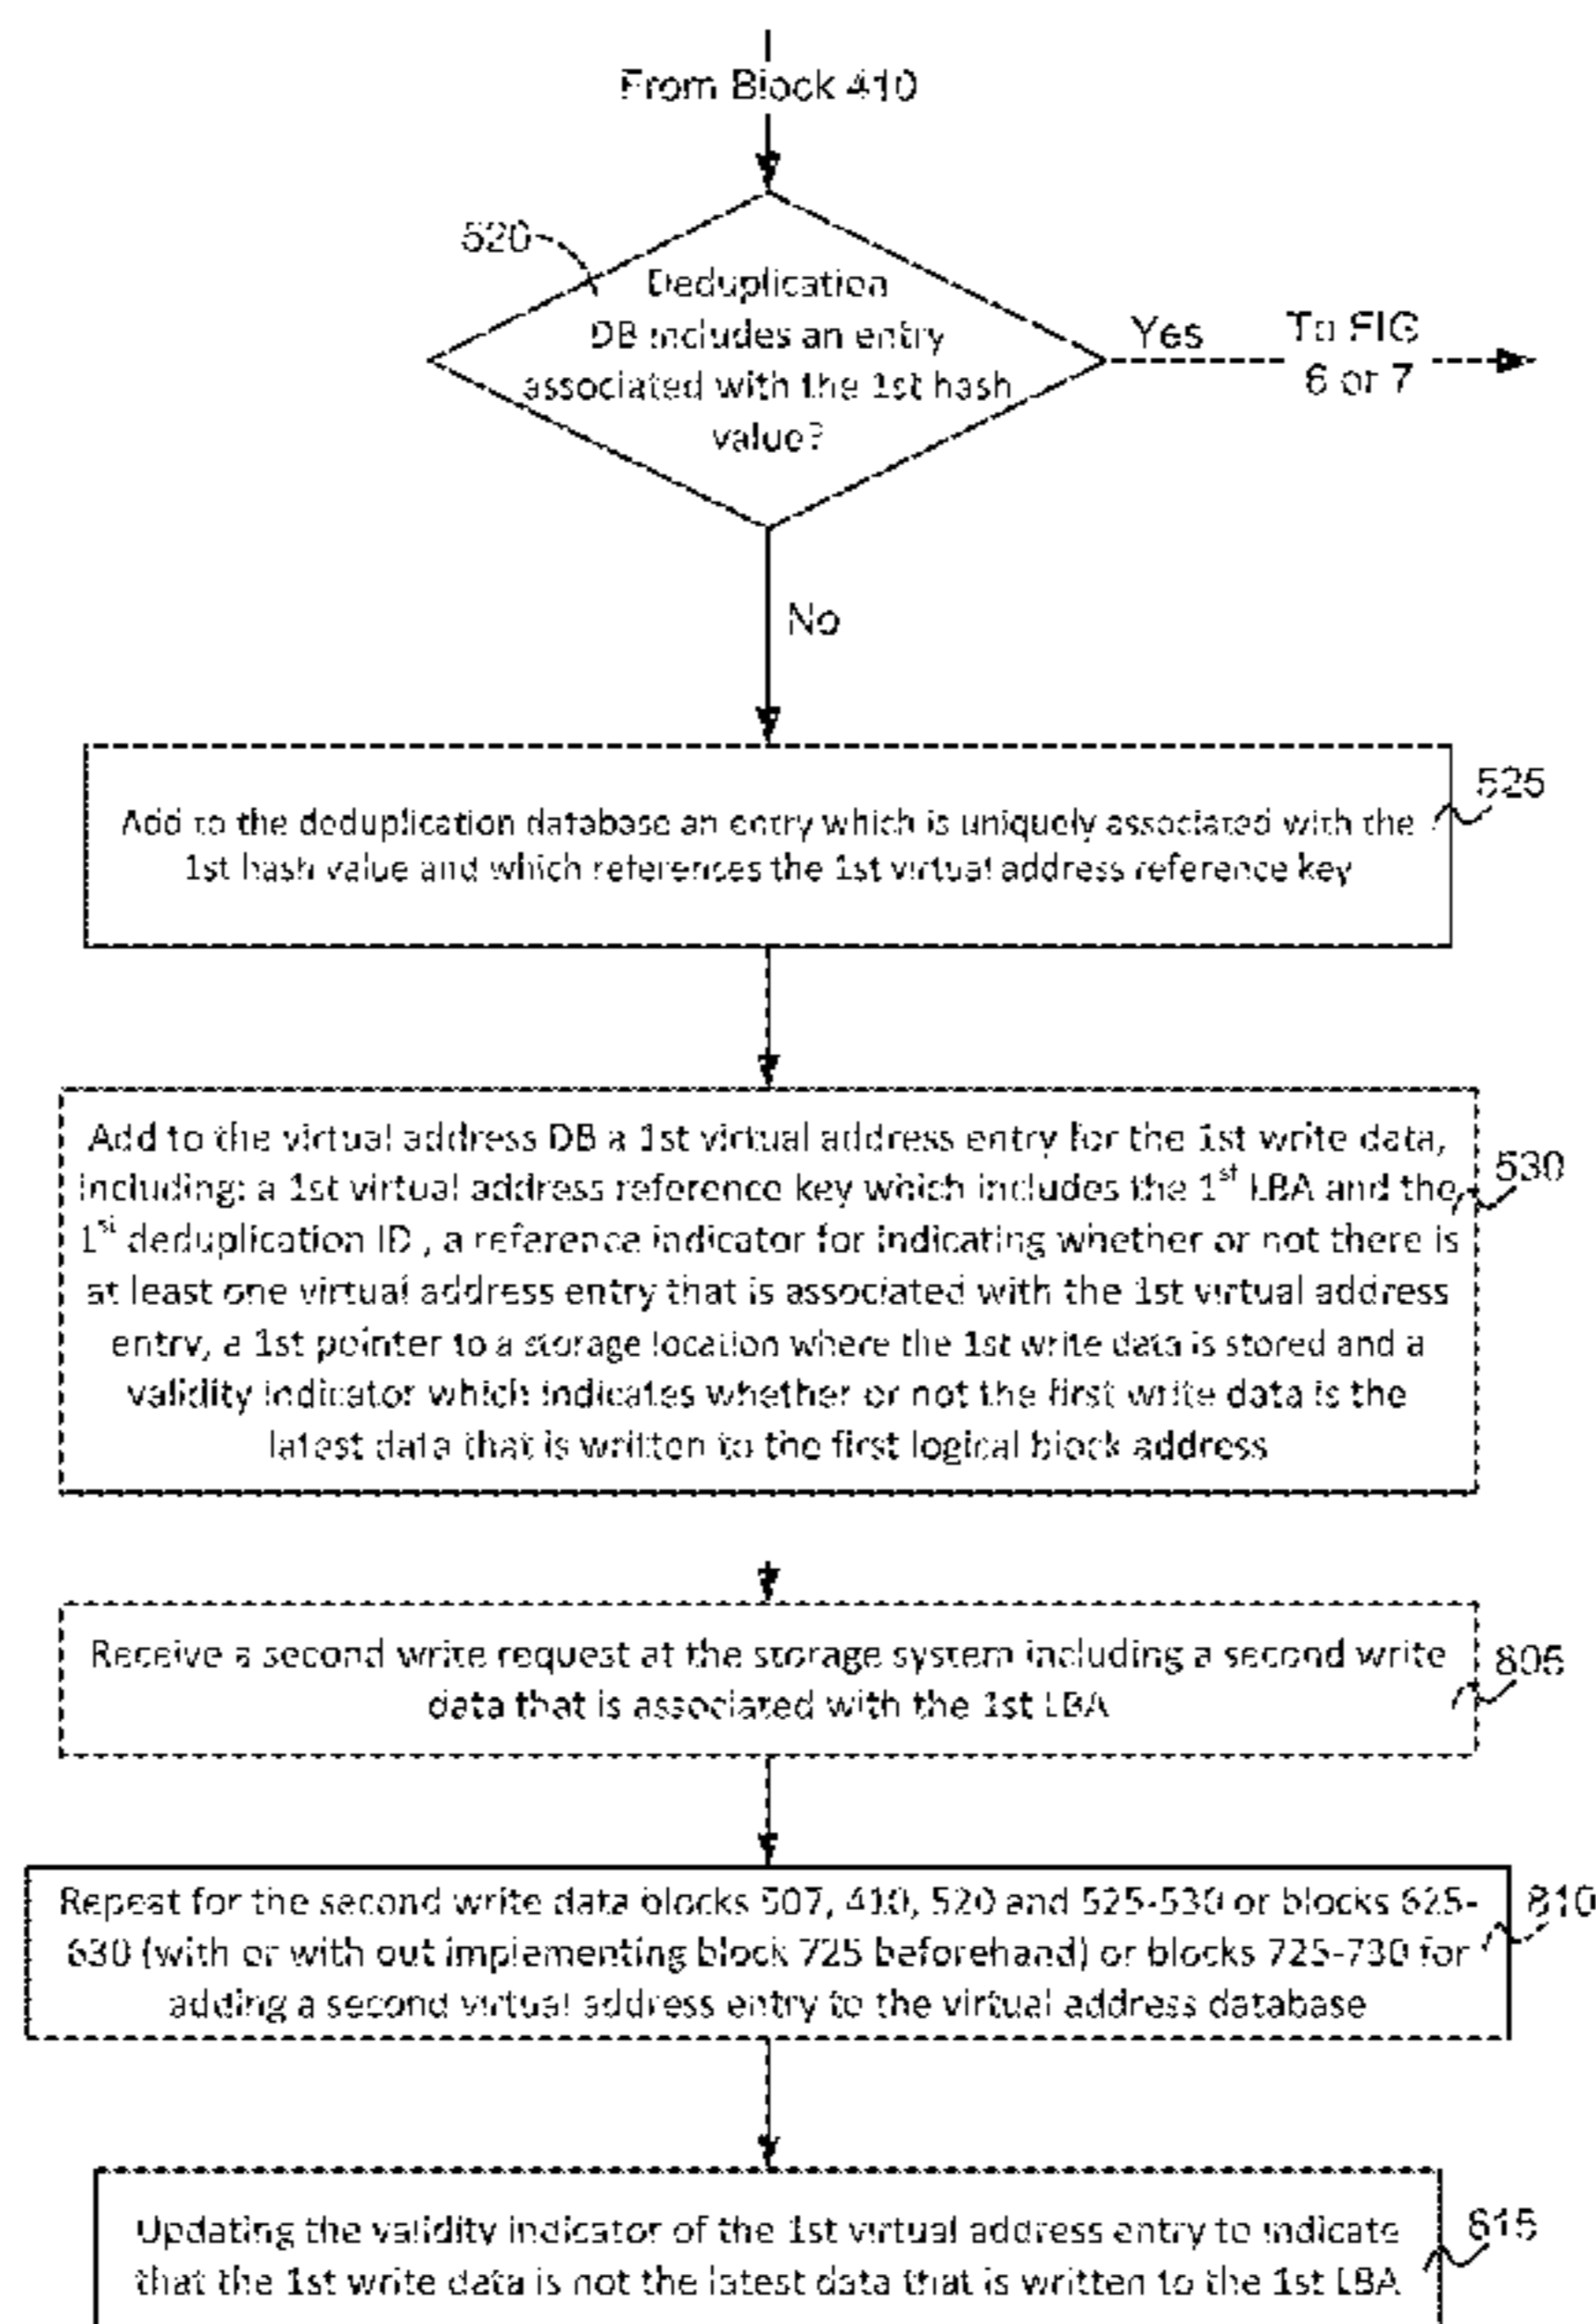 From Block 410
520
Deduplication
DB includes an entry
associated with the 1st hash
value?
Yes
To FIG
6 or 7
No
525
Add to the deduplication database an entry which is uniquely associated with the
1st hash value and which references the 1st virtual address reference key
Add to the virtual address DB a 1st virtual address entry for the 1st write data,
530
including: a 1st virtual address reference key which includes the 1st LBA and the
1st deduplication ID , a reference indicator for indicating whether or not there is
at least one virtual address entry that is associated with the 1st virtual address
entry, a 1st pointer to a storage location where the 1st write data is stored and a
validity indicator which indicates whether or not the first write data is the
latest data that is written to the first logical block address
Receive a second write request at the storage system including a second write
805
data that is associated with the 1st LBA
Repeat for the second write data blocks 507, 410, 520 and 525-530 or blocks 625-
810
630 (with or with out implementing block 725 beforehand) or blocks 725-730 for
adding a second virtual address entry to the virtual address database
Updating the validity indicator of the 1st virtual address entry to indicate
815
that the 1st write data is not the latest data that is written to the 1st LBA